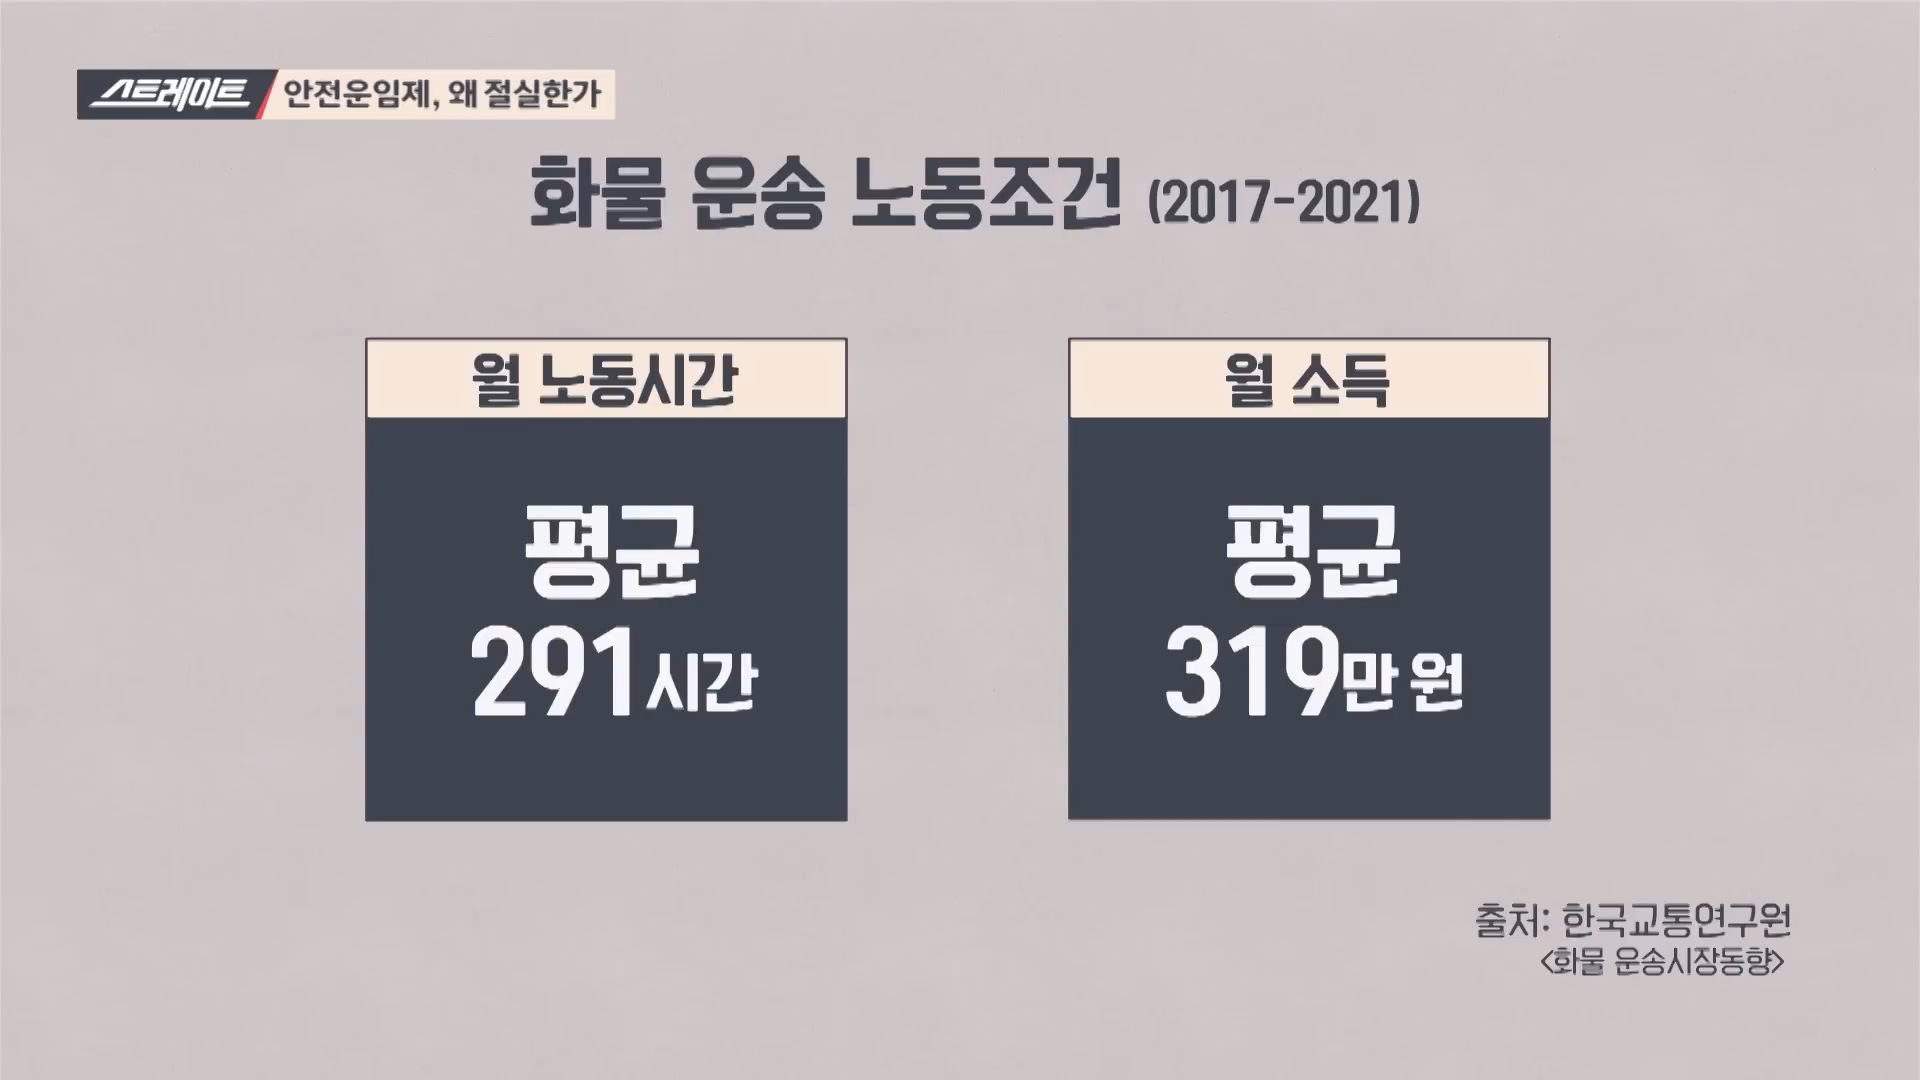 스트레이트 안전운임제, 왜 절실한가
화물 운송 노동조건 (2017-2021)
월 노동시간
평균
291시간
월 소득
평균
319만 원
출처: 한국교통연구원
<화물 운송시장동향>